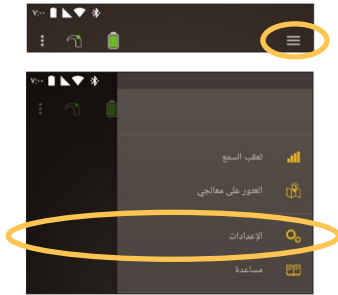 ٧:٠٠
٧:٠٠
تعقب السمع
العثور على معالجي
الإعدادات
مساعدة